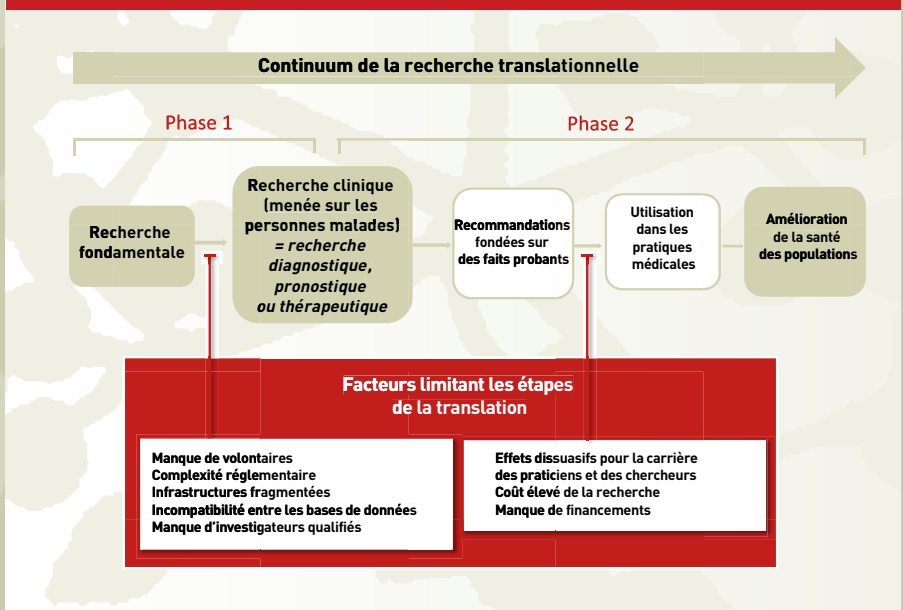 Continuum de la recherche translationnelle
Phase 1
Phase 2
Recherche
fondamentale
Recherche clinique
(menée sur les
personnes malades)
= recherche
diagnostique,
pronostique
ou thérapeutique
Recommandations
fondées sur
des faits probants
Utilisation
dans les
pratiques
médicales
Amélioration
de la santé
des populations
Facteurs limitant les étapes
de la translation
Manque de volontaires
Complexité réglementaire
Infrastructures fragmentées
Incompatibilité entre les bases de données
Manque d'investigateurs qualifiés
Effets dissuasifs pour la carrière
des praticiens et des chercheurs
Coût élevé de la recherche
Manque de financements